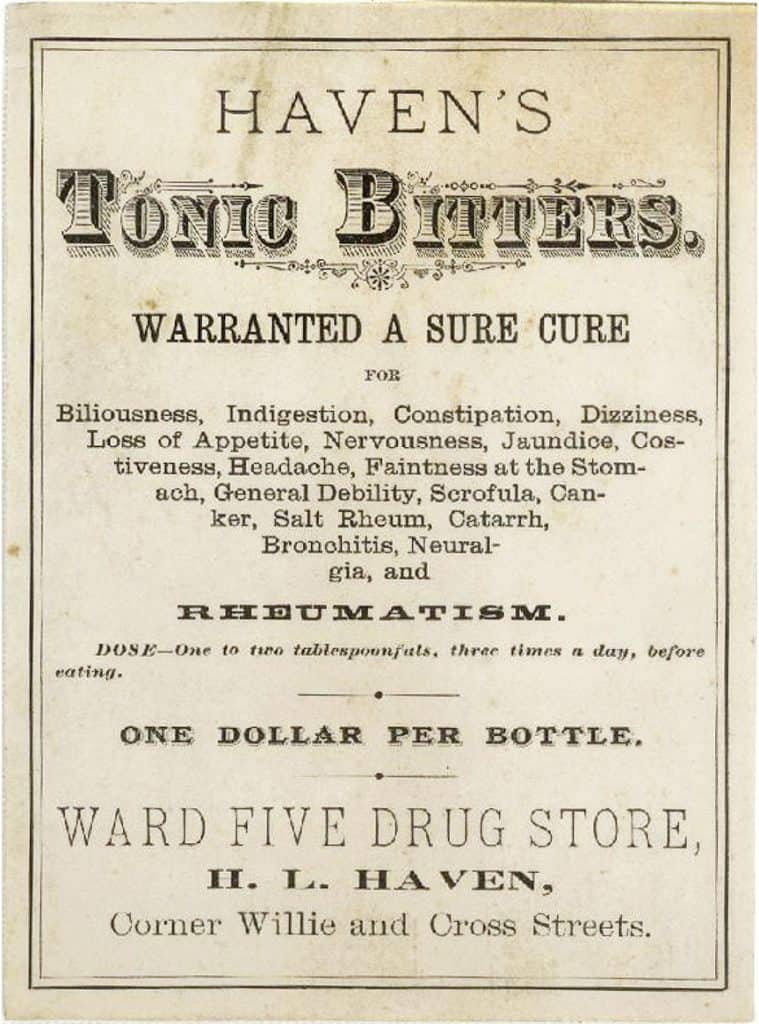 HAVEN'S
TONIC BITTERS.
WARRANTED A SURE CURE
FOR
Biliousness, Indigestion, Constipation, Dizziness,
Loss of Appetite, Nervousness, Jaundice, Cos-
tiveness, Headache, Faintness at the Stom-
ach, General Debility, Scrofula, Can-
ker, Salt Rheum, Catarrh,
Bronchitis, Neural-
gia, and
RHEUMATISM.
DOSE—One to two tablespoonfuls, three times a day, before
eating.
ONE DOLLAR PER BOTTLE.
WARD FIVE DRUG STORE,
H. L. HAVEN,
Corner Willie and Cross Streets.